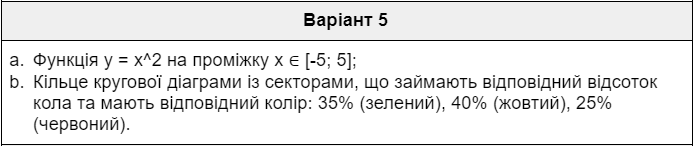 Варіант 5
a. Функція y = x^2 на проміжку x ∈ [-5; 5];
b. Кільце кругової діаграми із секторами, що займають відповідний відсоток
кола та мають відповідний колір: 35% (зелений), 40% (жовтий), 25%
(червоний).